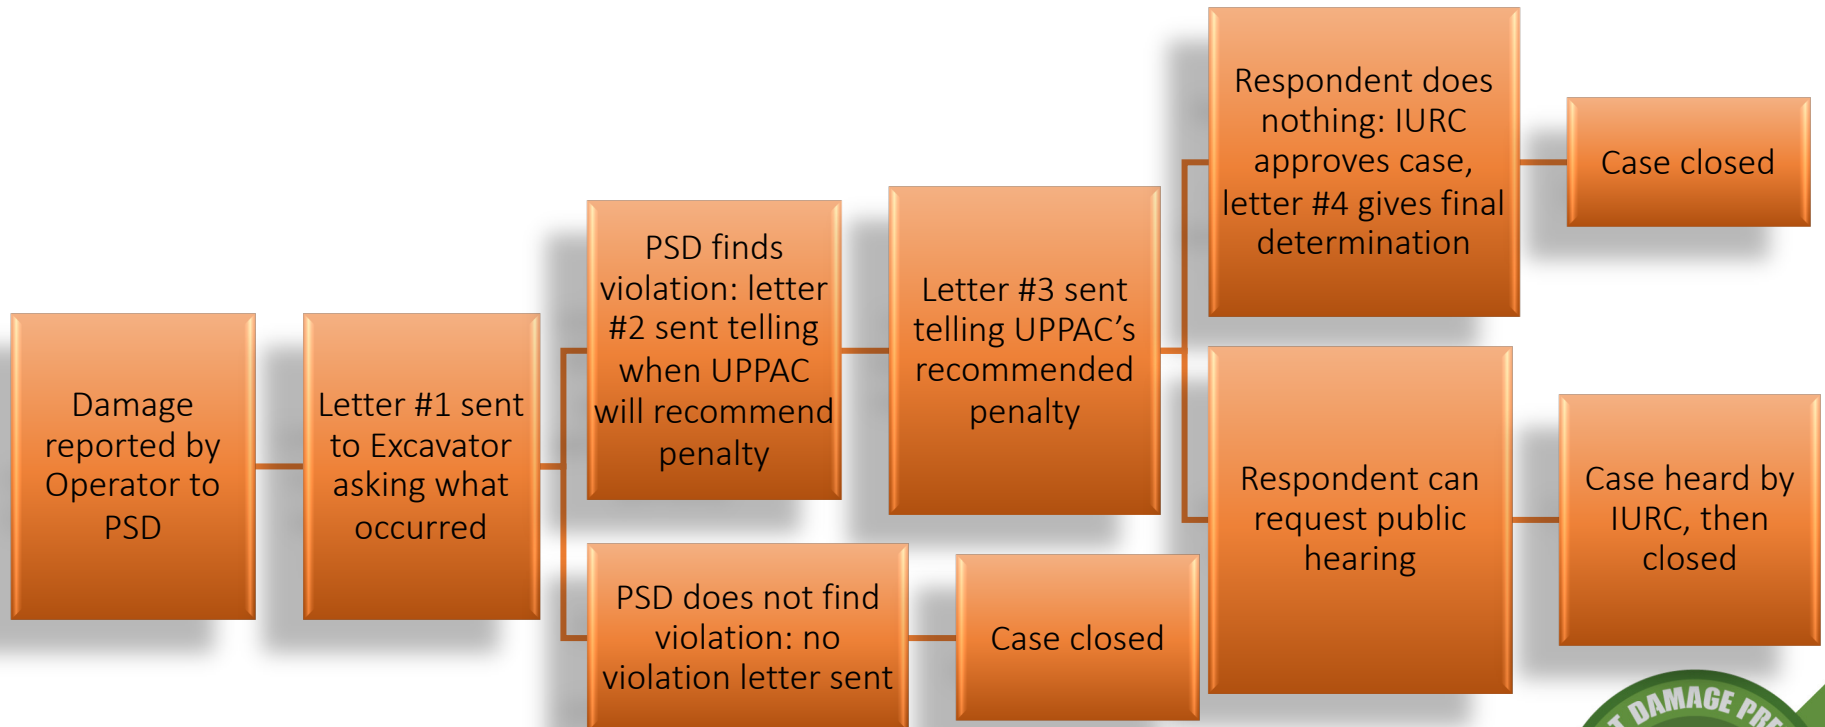 Damage
reported by
Operator to
PSD
Letter #1 sent
to Excavator
asking what
occurred
PSD finds
violation: letter
#2 sent telling
when UPPAC
will recommend
penalty
PSD does not find
violation: no
violation letter sent
Case closed
Letter #3 sent
telling UPPAC’s
recommended
penalty
Respondent does
nothing: IURC
approves case,
letter #4 gives final
determination
Case closed
Respondent can
request public
hearing
Case heard by
IURC, then
closed
DAMAGE